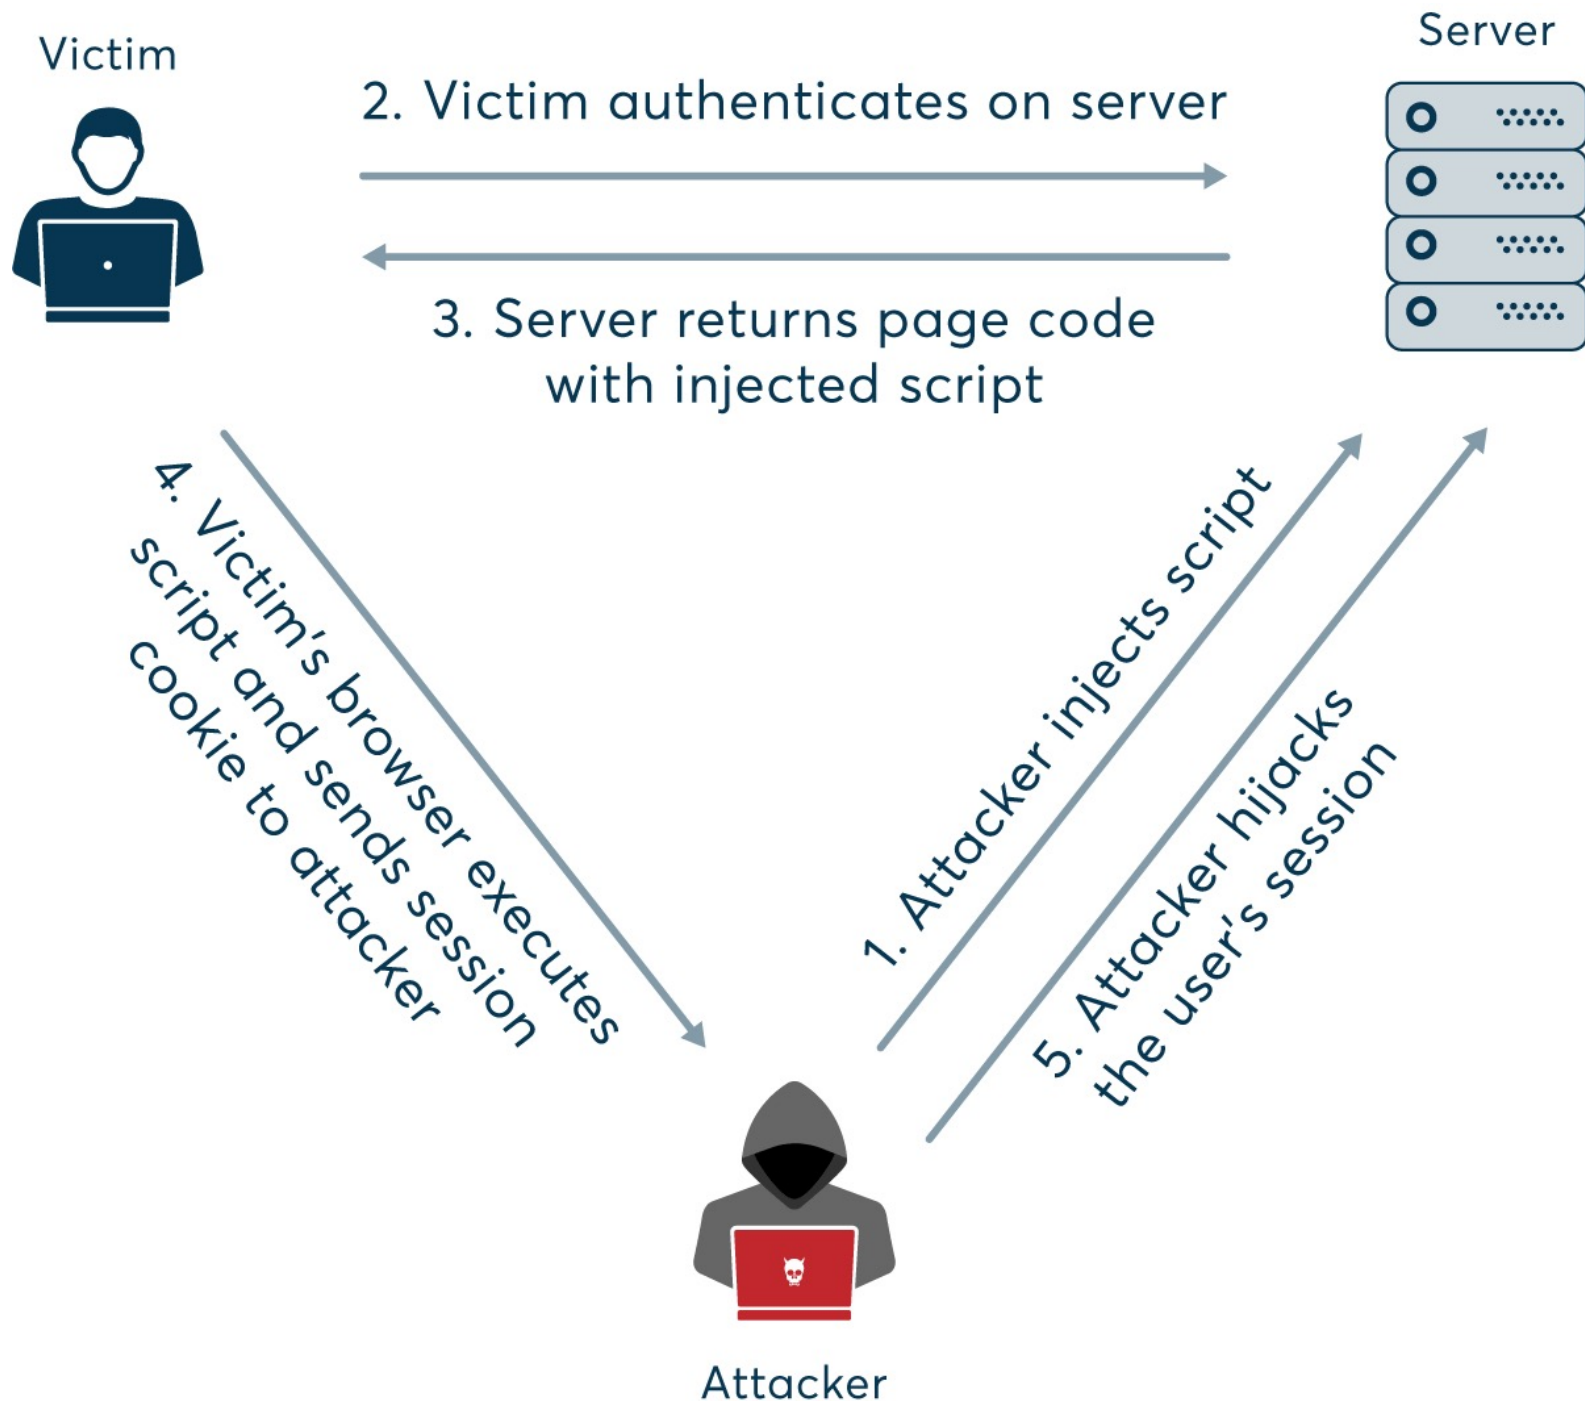 Victim
Server
2. Victim authenticates on server
3. Server returns page code
with injected script
4. Victim's browser executes
script and sends session
cookie to attacker
1. Attacker injects script
5. Attacker hijacks
the user's session
Attacker